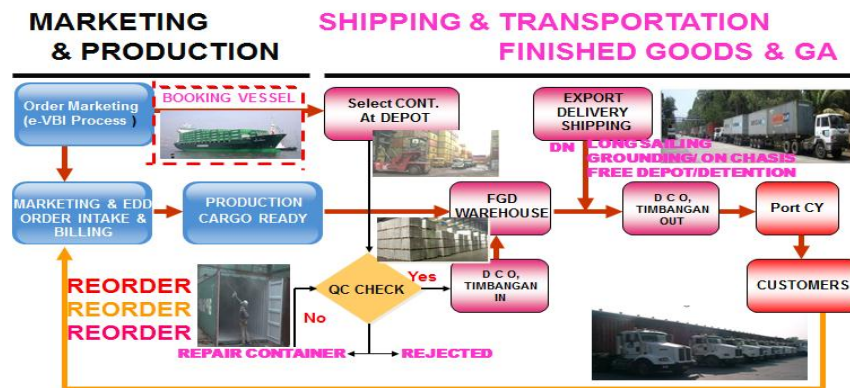 MARKETING
& PRODUCTION
SHIPPING & TRANSPORTATION
FINISHED GOODS & GA
Order Marketing
(e-VBI Process )
BOOKING VESSEL
Select CONT.
At DEPOT
EXPORT
DELIVERY
SHIPPING
DN
LONG SAILING
GROUNDING/ ON CHASIS
FREE DEPOT/DETENTION
MARKETING & EDD
ORDER INTAKE &
BILLING
PRODUCTION
CARGO READY
FGD
WAREHOUSE
D C O,
TIMBANGAN
OUT
Port CY
REORDER
REORDER
REORDER
QC CHECK
Yes
No
D C O,
TIMBANGAN
IN
CUSTOMERS
REPAIR CONTAINER
REJECTED